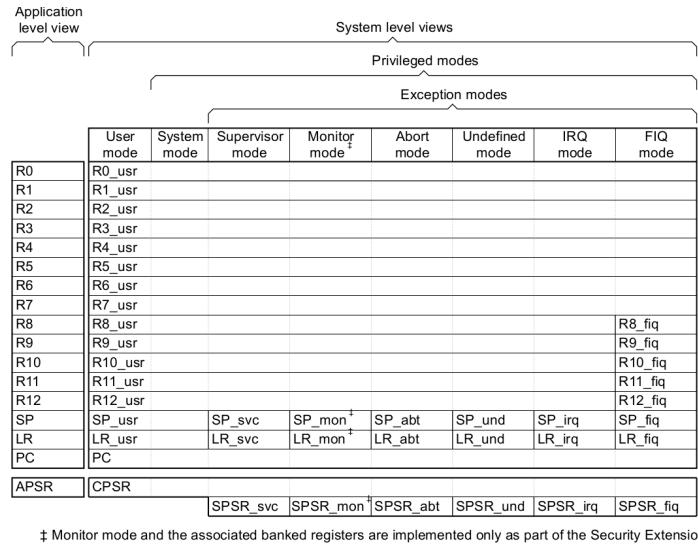 Application
level view
System level views
Privileged modes
Exception modes
User mode System mode Supervisor mode Monitor mode‡ Abort mode Undefined mode IRQ mode FIQ mode
R0 R0_usr
R1 R1_usr
R2 R2_usr
R3 R3_usr
R4 R4_usr
R5 R5_usr
R6 R6_usr
R7 R7_usr
R8 R8_usr R8_fiq
R9 R9_usr R9_fiq
R10 R10_usr R10_fiq
R11 R11_usr R11_fiq
R12 R12_usr R12_fiq
SP SP_usr SP_svc SP_mon‡ SP_abt SP_und SP_irq SP_fiq
LR LR_usr LR_svc LR_mon‡ LR_abt LR_und LR_irq LR_fiq
PC PC
APSR CPSR
SPSR_svc SPSR_mon‡ SPSR_abt SPSR_und SPSR_irq SPSR_fiq
‡ Monitor mode and the associated banked registers are implemented only as part of the Security